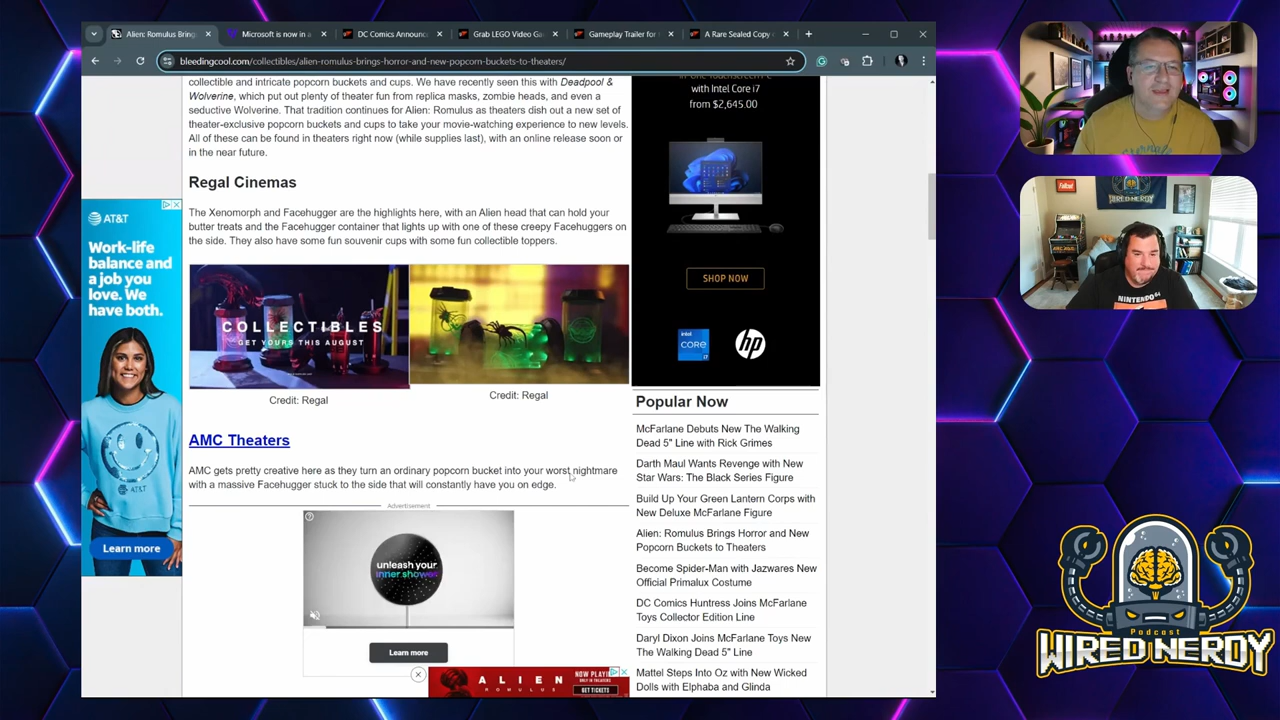 Alien: Romulus Bring
Microsoft is now in a
DC Comics Announc
Grab LEGO Video Ga
Gameplay Trailer for
A Rare Sealed Copy
bleedingcool.com/collectibles/alien-romulus-brings-horror-and-new-popcorn-buckets-to-theaters/
collectible and intricate popcorn buckets and cups. We have recently seen this with Deadpool &
Wolverine, which put out plenty of theater fun from replica masks, zombie heads, and even a
seductive Wolverine. That tradition continues for Alien: Romulus as theaters dish out a new set of
theater-exclusive popcorn buckets and cups to take your movie-watching experience to new levels.
All of these can be found in theaters right now (while supplies last), with an online release soon or
in the near future.
Regal Cinemas
The Xenomorph and Facehugger are the highlights here, with an Alien head that can hold your
butter treats and the Facehugger container that lights up with one of these creepy Facehuggers on
the side. They also have some fun souvenir cups with some fun collectible toppers.
COLLECTIBLES
GET YOURS THIS AUGUST
Credit: Regal
Credit: Regal
AMC Theaters
AMC gets pretty creative here as they turn an ordinary popcorn bucket into your worst nightmare
with a massive Facehugger stuck to the side that will constantly have you on edge.
Advertisement
unleash your
inner.shower
Learn more
ALIEN
ROMULUS
NOW PLAYI
GET TICKETS
AT&T
Work-life
balance and
a job you
love. We
have both.
AT&T
Learn more
with Intel Core i7
from $2,645.00
SHOP NOW
intel
CORE
i7
hp
Popular Now
McFarlane Debuts New The Walking
Dead 5" Line with Rick Grimes
Darth Maul Wants Revenge with New
Star Wars: The Black Series Figure
Build Up Your Green Lantern Corps with
New Deluxe McFarlane Figure
Alien: Romulus Brings Horror and New
Popcorn Buckets to Theaters
Become Spider-Man with Jazwares New
Official Primalux Costume
DC Comics Huntress Joins McFarlane
Toys Collector Edition Line
Daryl Dixon Joins McFarlane Toys New
The Walking Dead 5" Line
Mattel Steps Into Oz with New Wicked
Dolls with Elphaba and Glinda
Fallout
WIRED NERDY
NINTENDO 64
Podcast
WIRED NERDY